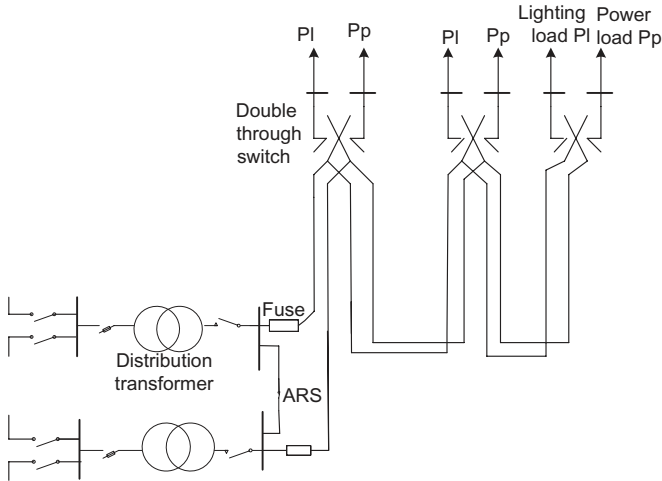 Lighting
load Pl
Power
load Pp
Pl
Pp
Pl
Pp
Double
through
switch
Fuse
Distribution
transformer
ARS